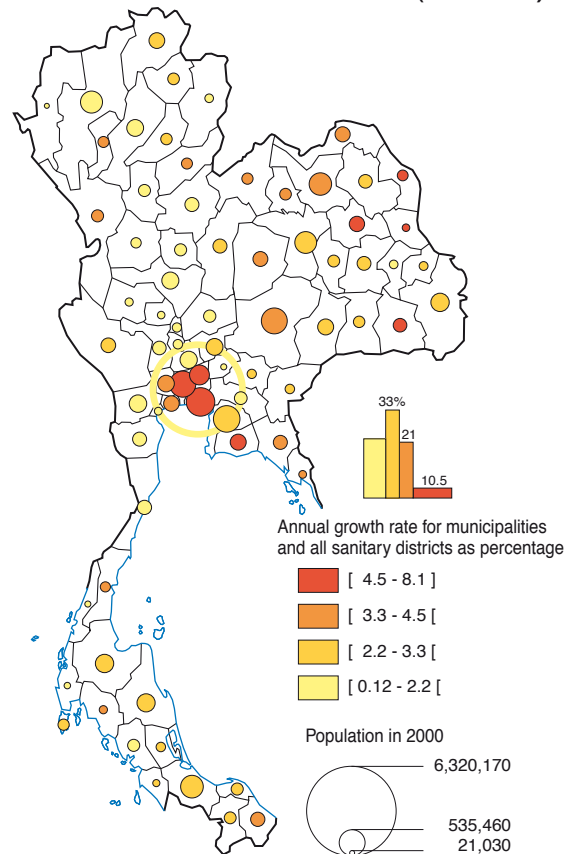 33%
21
10.5
Annual growth rate for municipalities
and all sanitary districts as percentage
[ 4.5 - 8.1 ]
[ 3.3 - 4.5 [
[ 2.2 - 3.3 [
[ 0.12 - 2.2 [
Population in 2000
6,320,170
535,460
21,030